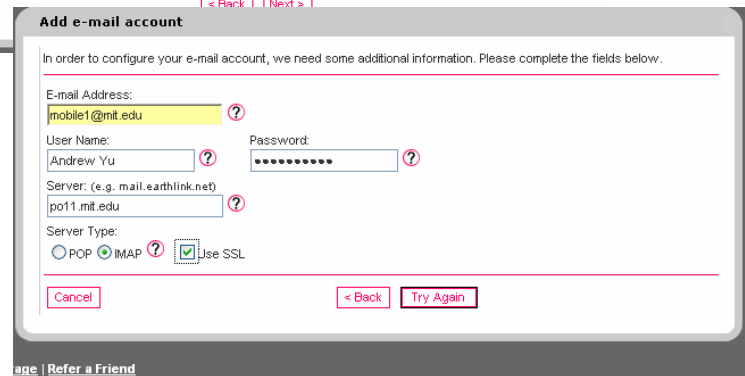 < Back Next >
Add e-mail account
In order to configure your e-mail account, we need some additional information. Please complete the fields below.
E-mail Address:
mobile1@mit.edu ?
User Name: Password:
Andrew Yu ? ●●●●●●●●●● ?
Server: (e.g. mail.earthlink.net)
po11.mit.edu ?
Server Type:
POP IMAP ? Use SSL
Cancel < Back Try Again
age | Refer a Friend